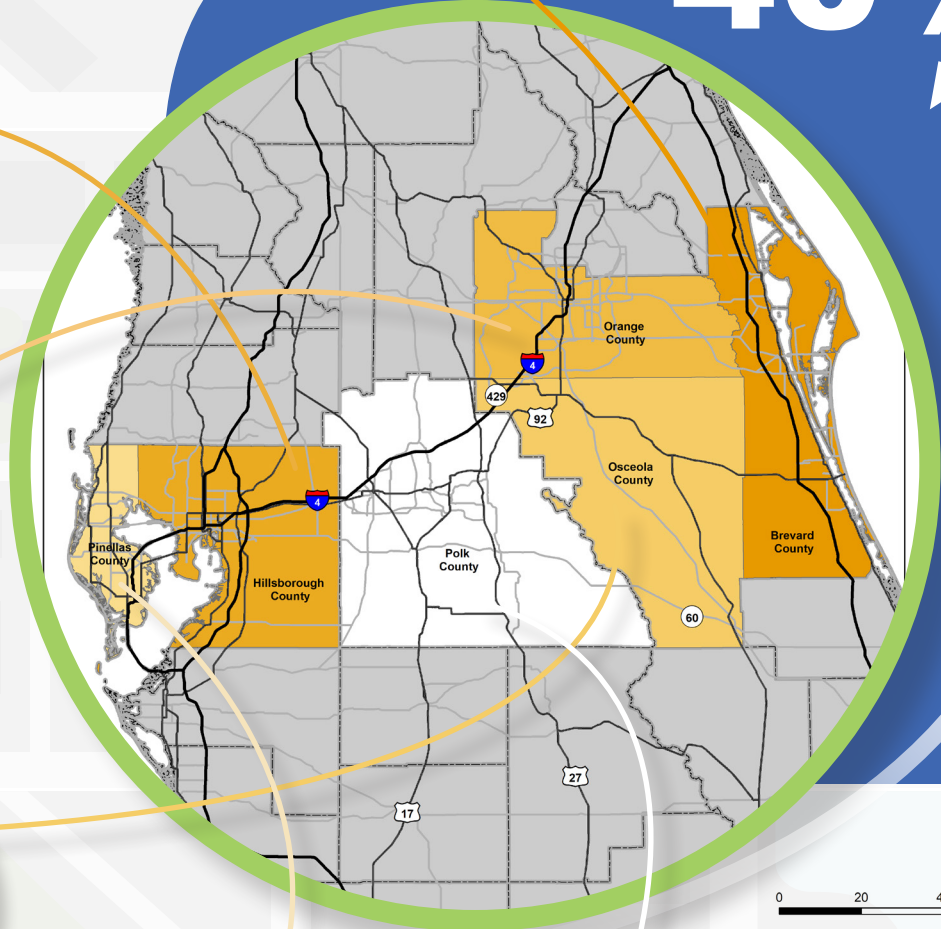 Orange
County
4
429
92
Osceola
County
4
Pinellas
County
Hillsborough
County
Polk
County
Brevard
County
60
27
17
0 20